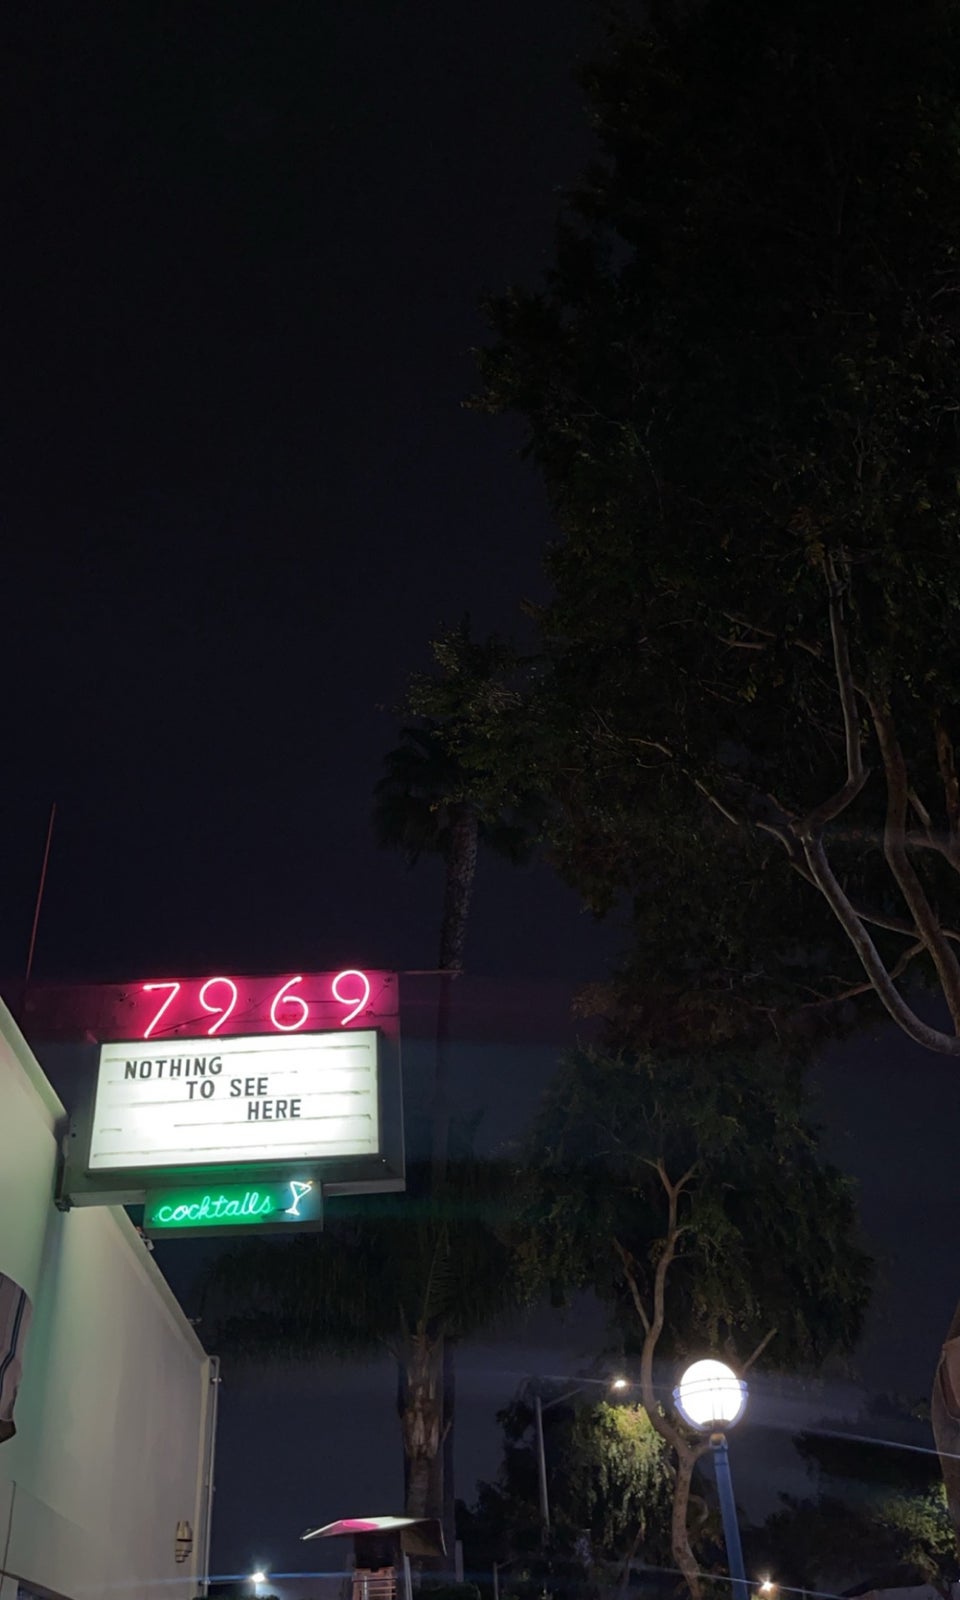 7969
NOTHING
TO SEE
HERE
cocktails